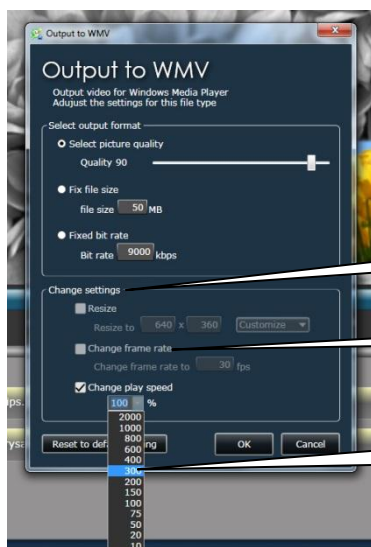 Output to WMV
Output to WMV
Output video for Windows Media Player
Adujust the settings for this file type
Select output format
Select picture quality
Quality 90
Fix file size
file size 50 MB
Fixed bit rate
Bit rate 9000 kbps
Change settings
Resize
Resize to 640 x 360 Customize
Change frame rate
Change frame rate to 30 fps
Change play speed
100 %
2000
1000
800
600
400
300
200
150
100
75
50
20
10
Reset to def
ng
OK
Cancel